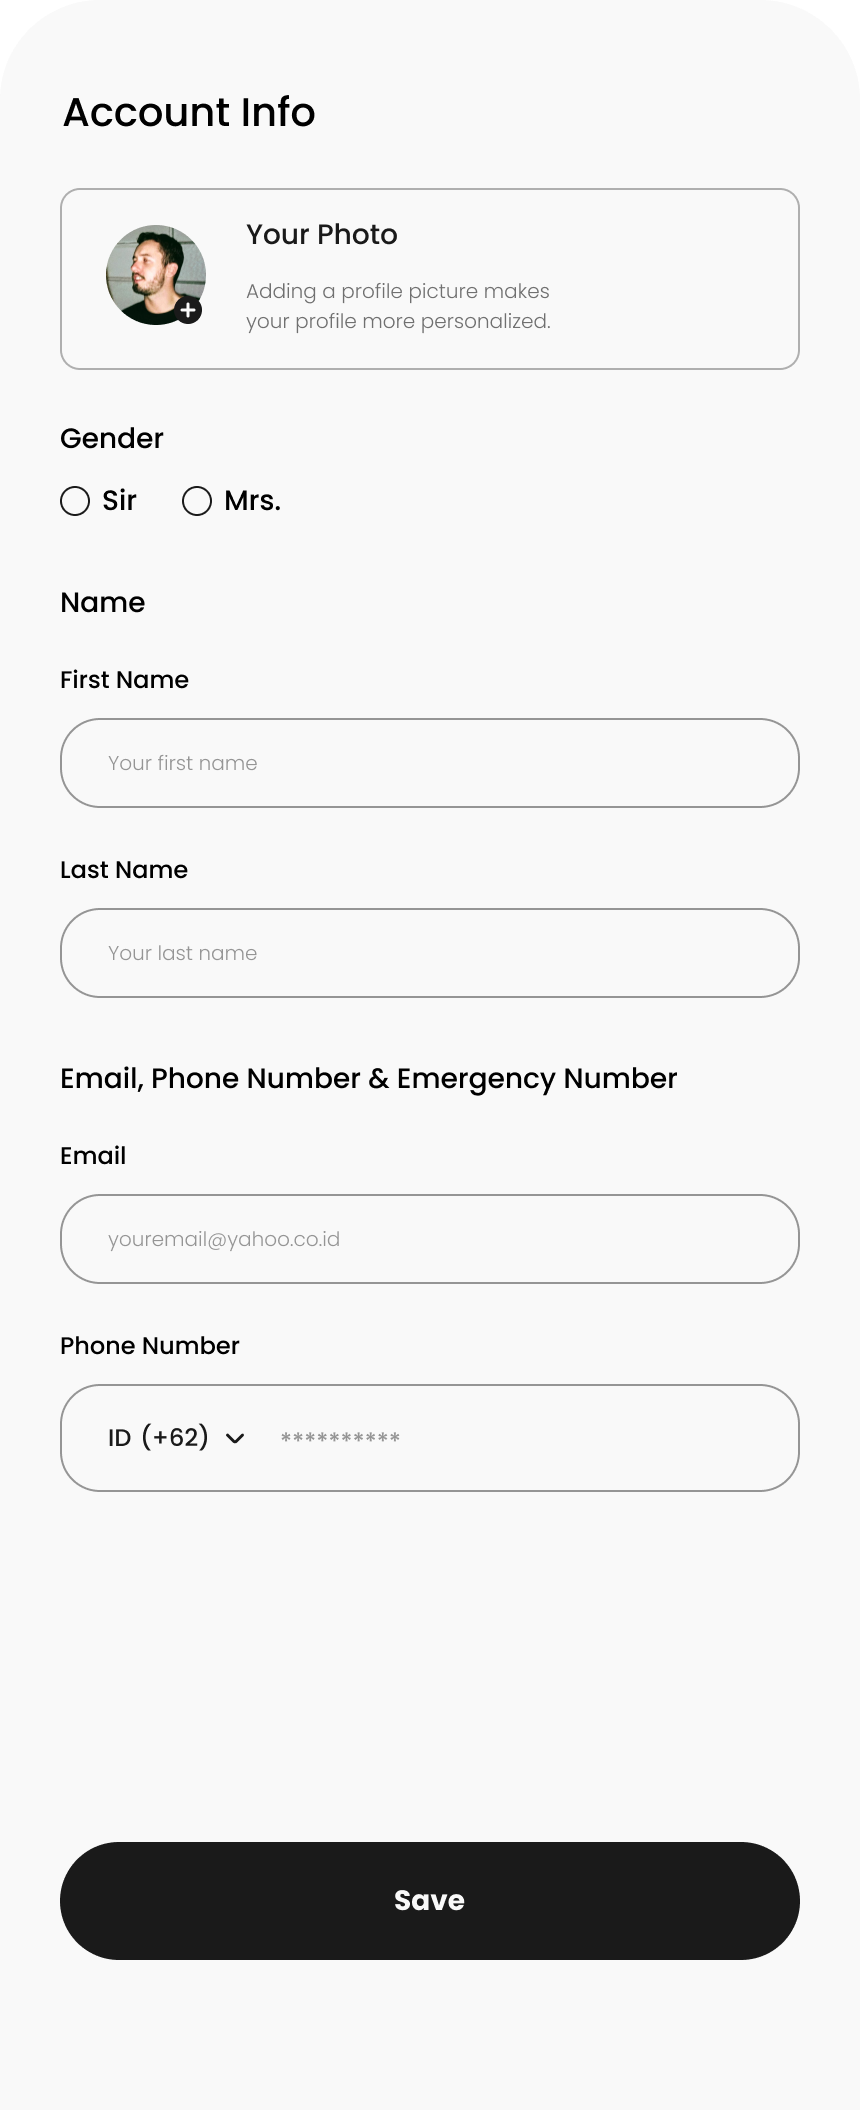 Account Info
Your Photo
Adding a profile picture makes
your profile more personalized.
Gender
Sir
Mrs.
Name
First Name
Your first name
Last Name
Your last name
Email, Phone Number & Emergency Number
Email
youremail@yahoo.co.id
Phone Number
ID (+62) **********
Save